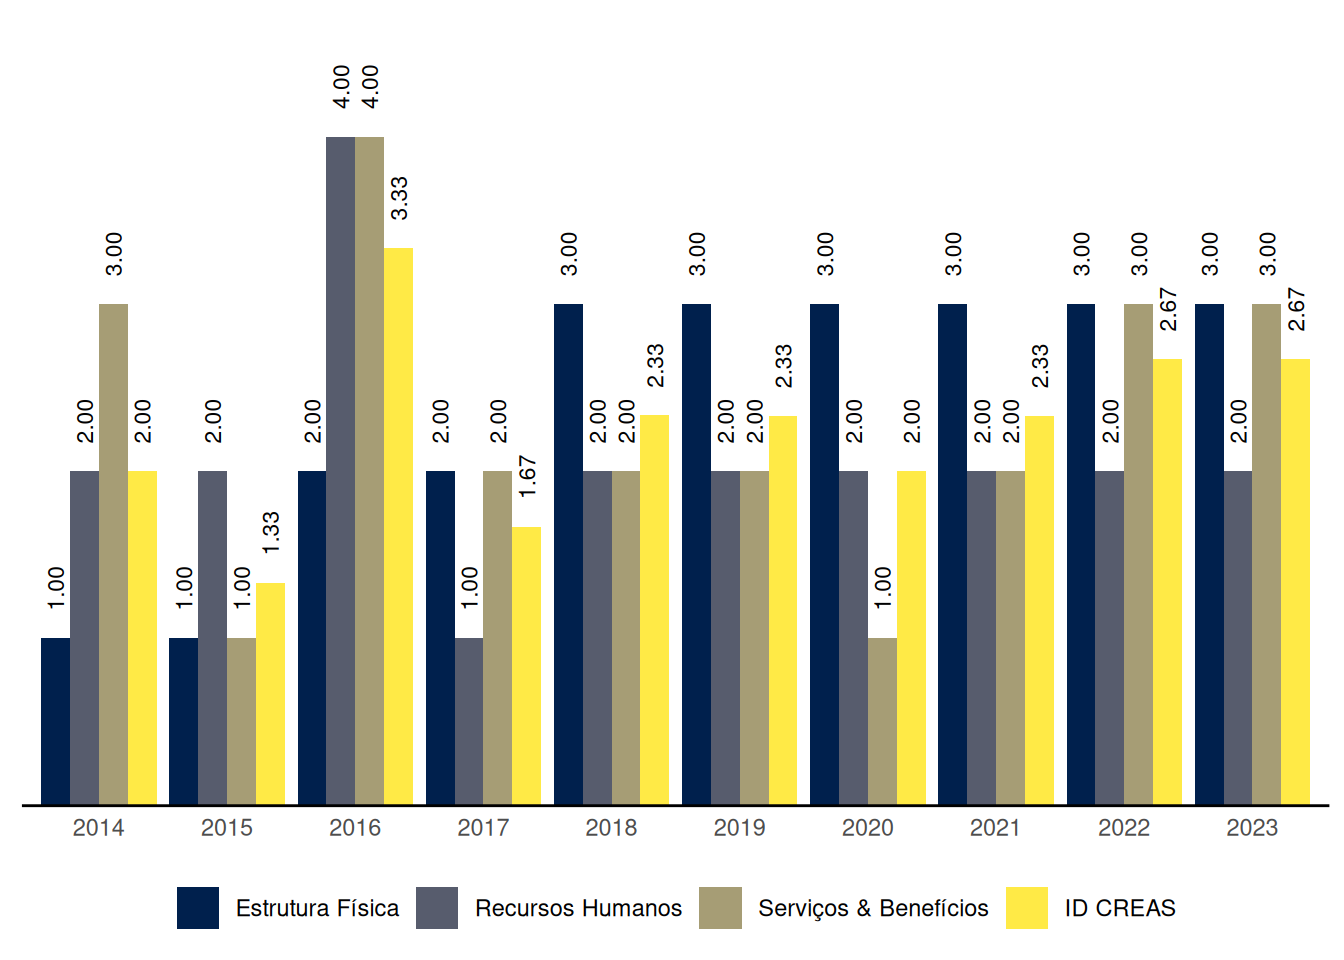 4.00 4.00
3.33
3.00 3.00 3.00 3.00 3.00 3.00 3.00 3.00 3.00
2.67 2.67
2.33 2.33 2.33
2.00 2.00 2.00 2.00 2.00 2.00 2.00 2.00 2.00 2.00 2.00 2.00 2.00 2.00 2.00 2.00 2.00
1.67
1.33
1.00 1.00 1.00 1.00 1.00
2014 2015 2016 2017 2018 2019 2020 2021 2022 2023
Estrutura Física Recursos Humanos Serviços & Benefícios ID CREAS